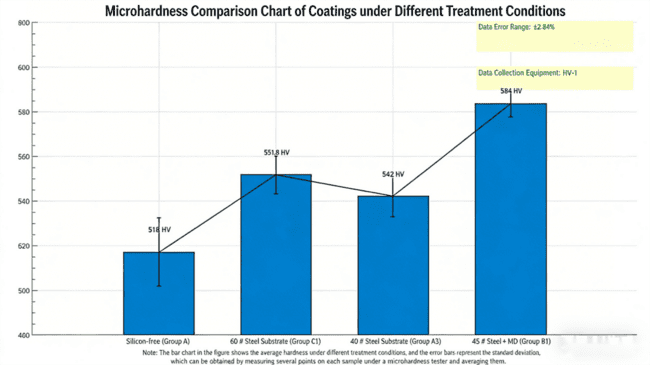 Microhardness Comparison Chart of Coatings under Different Treatment Conditions
Data Error Range: ±2.84%
Data Collection Equipment: HV-1
800
600
580
560
540
520
500
460
518 HV
551.8 HV
542 HV
584 HV
Silicon-free (Group A)
60 # Steel Substrate (Group C1)
40 # Steel Substrate (Group A3)
45 # Steel + MD (Group B1)
Note: The bar chart in the figure shows the average hardness under different treatment conditions, and the error bars represent the standard deviation,
which can be obtained by measuring several points on each sample under a microhardness tester and averaging them.